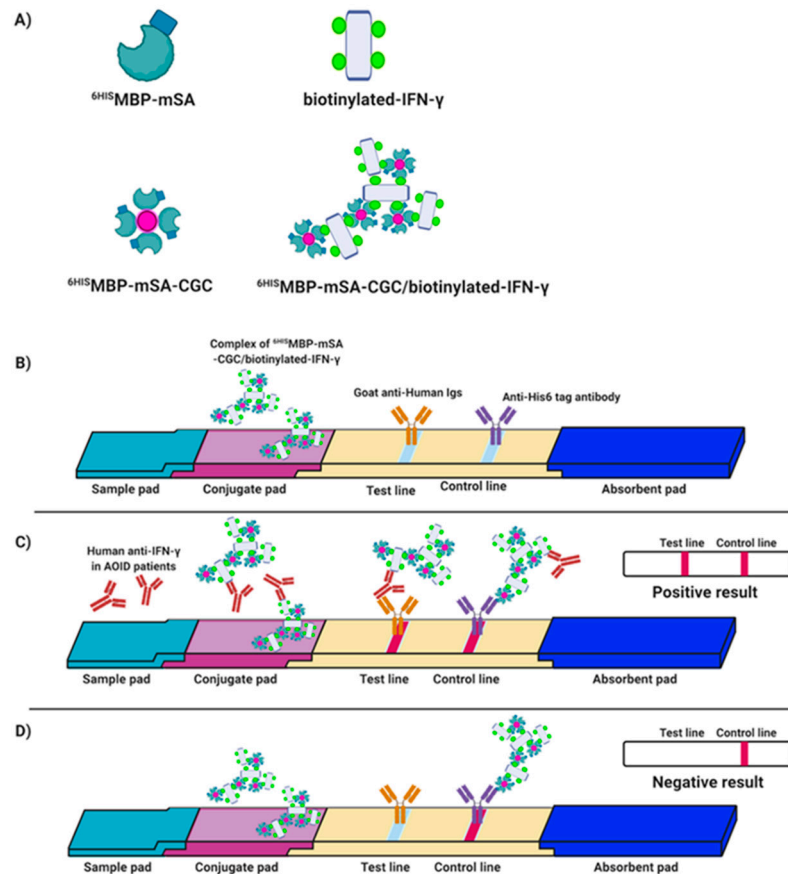 A)
6HISMBP-mSA
biotinylated-IFN-γ
6HISMBP-mSA-CGC
6HISMBP-mSA-CGC/biotinylated-IFN-γ
B)
Complex of 6HISMBP-mSA
-CGC/biotinylated-IFN-γ
Goat anti-Human Igs
Anti-His6 tag antibody
Sample pad
Conjugate pad
Test line
Control line
Absorbent pad
C)
Human anti-IFN-γ
in AOID patients
Test line
Control line
Positive result
Sample pad
Conjugate pad
Test line
Control line
Absorbent pad
D)
Test line
Control line
Negative result
Sample pad
Conjugate pad
Test line
Control line
Absorbent pad